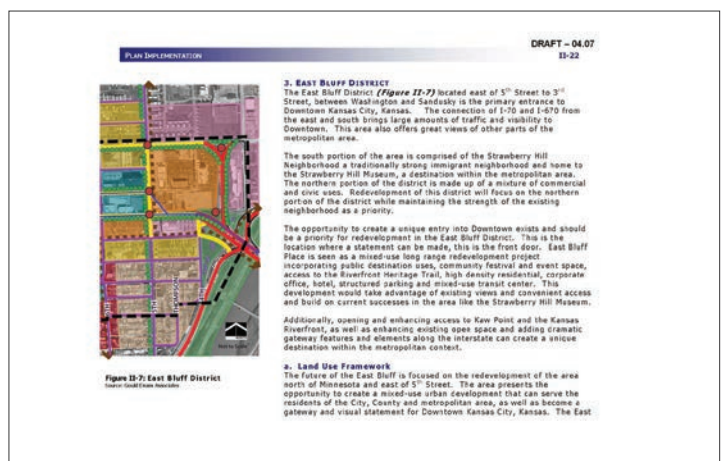 DRAFT – 04.07
PLAN IMPLEMENTATION
II-22
3. EAST BLUFF DISTRICT
The East Bluff District (Figure II-7) located east of 5th Street to 3rd
Street, between Washington and Sandusky is the primary entrance to
Downtown Kansas City, Kansas. The connection of I-70 and I-670 from
the east and south brings large amounts of traffic and visibility to
Downtown. This area also offers great views of other parts of the
metropolitan area.
The south portion of the area is comprised of the Strawberry Hill
Neighborhood a traditionally strong immigrant neighborhood and home to
the Strawberry Hill Museum, a destination within the metropolitan area.
The northern portion of the district is made up of a mixture of commercial
and civic uses. Redevelopment of this district will focus on the northern
portion of the district while maintaining the strength of the existing
neighborhood as a priority.
The opportunity to create a unique entry into Downtown exists and should
be a priority for redevelopment in the East Bluff District. This is the
location where a statement can be made, this is the front door. East Bluff
Place is seen as a mixed-use long range redevelopment project
incorporating public destination uses, community festival and event space,
access to the Riverfront Heritage Trail, high density residential, corporate
office, hotel, structured parking and mixed-use transit center. This
development would take advantage of existing views and convenient access
and build on current successes in the area like the Strawberry Hill Museum.
Additionally, opening and enhancing access to Kaw Point and the Kansas
Riverfront, as well as enhancing existing open space and adding dramatic
gateway features and elements along the interstate can create a unique
destination within the metropolitan context.
a. Land Use Framework
The future of the East Bluff is focused on the redevelopment of the area
north of Minnesota and east of 5th Street. The area presents the
opportunity to create a mixed-use urban development that can serve the
residents of the City, County and metropolitan area, as well as become a
gateway and visual statement for Downtown Kansas City, Kansas. The East
THOMPSON
Not to Scale
Figure II-7: East Bluff District
Source: Gould Evans Associates